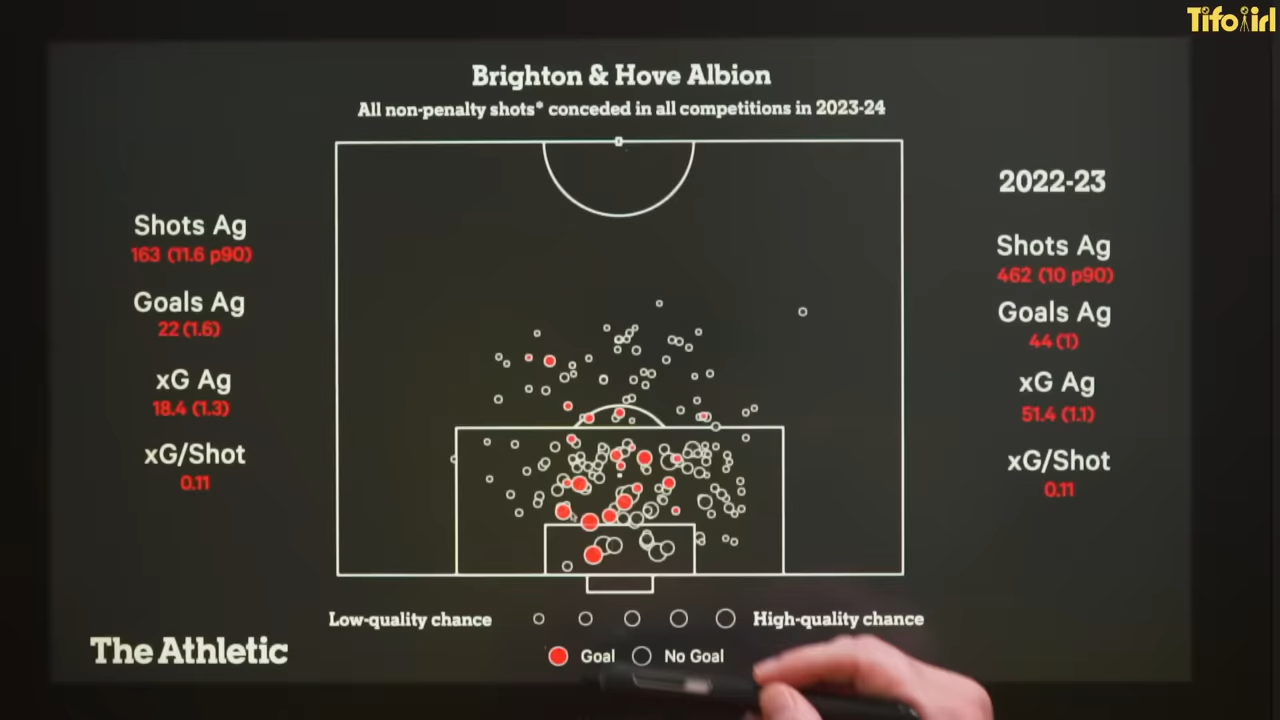 Tifo irl
Brighton & Hove Albion
All non-penalty shots* conceded in all competitions in 2023-24
Shots Ag
163 (11.6 p90)
Goals Ag
22 (1.6)
xG Ag
18.4 (1.3)
xG/Shot
0.11
2022-23
Shots Ag
462 (10 p90)
Goals Ag
44 (1)
xG Ag
51.4 (1.1)
xG/Shot
0.11
Low-quality chance
High-quality chance
Goal
No Goal
The Athletic